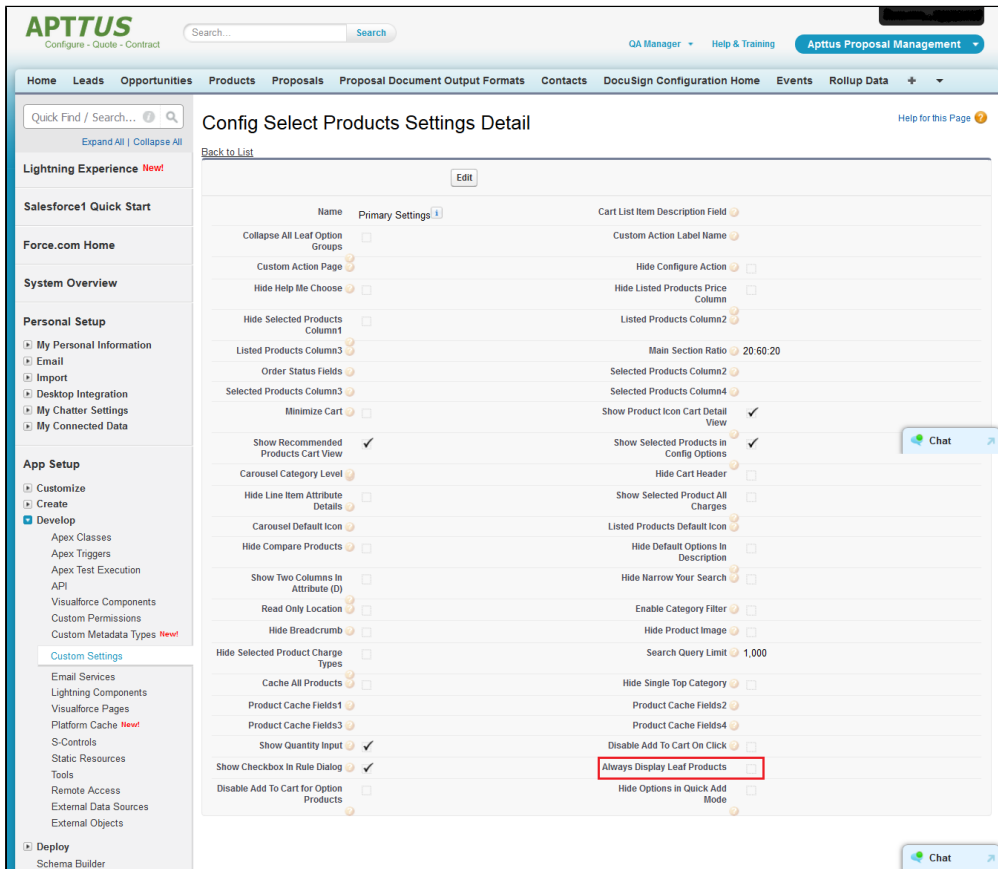 APTTUS
Configure - Quote - Contract
Search...
Search
QA Manager
Help & Training
Apttus Proposal Management
Home Leads Opportunities Products Proposals Proposal Document Output Formats Contacts DocuSign Configuration Home Events Rollup Data +
Quick Find / Search...
Expand All | Collapse All
Lightning Experience New!
Salesforce1 Quick Start
Force.com Home
System Overview
Personal Setup
My Personal Information
Email
Import
Desktop Integration
My Chatter Settings
My Connected Data
App Setup
Customize
Create
Develop
Apex Classes
Apex Triggers
Apex Test Execution
API
Visualforce Components
Custom Permissions
Custom Metadata Types New!
Custom Settings
Email Services
Lightning Components
Visualforce Pages
Platform Cache New!
S-Controls
Static Resources
Tools
Remote Access
External Data Sources
External Objects
Deploy
Schema Builder
Config Select Products Settings Detail
Help for this Page
Back to List
Edit
Name Primary Settings
Cart List Item Description Field
Collapse All Leaf Option
Groups
Custom Action Label Name
Custom Action Page
Hide Configure Action
Hide Help Me Choose
Hide Listed Products Price
Column
Hide Selected Products
Column1
Listed Products Column2
Listed Products Column3
Main Section Ratio 20:60:20
Order Status Fields
Selected Products Column2
Selected Products Column3
Selected Products Column4
Minimize Cart
Show Product Icon Cart Detail
View
Show Recommended
Products Cart View
Show Selected Products in
Config Options
Carousel Category Level
Hide Cart Header
Hide Line Item Attribute
Details
Show Selected Product All
Charges
Carousel Default Icon
Listed Products Default Icon
Hide Compare Products
Hide Default Options In
Description
Show Two Columns In
Attribute (D)
Hide Narrow Your Search
Read Only Location
Enable Category Filter
Hide Breadcrumb
Hide Product Image
Hide Selected Product Charge
Types
Search Query Limit 1,000
Cache All Products
Hide Single Top Category
Product Cache Fields1
Product Cache Fields2
Product Cache Fields3
Product Cache Fields4
Show Quantity Input
Disable Add To Cart On Click
Show Checkbox In Rule Dialog
Always Display Leaf Products
Disable Add To Cart for Option
Products
Hide Options in Quick Add
Mode
Chat
Chat